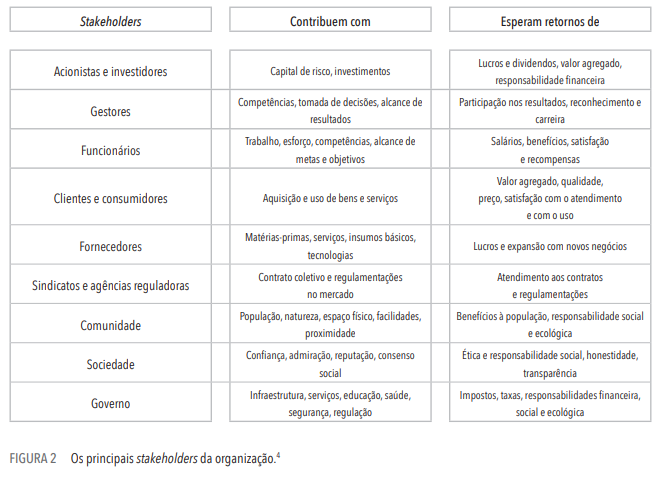 Stakeholders
Contribuem com
Esperam retornos de
Acionistas e investidores
Capital de risco, investimentos
Lucros e dividendos, valor agregado,
responsabilidade financeira
Gestores
Competências, tomada de decisões, alcance de
resultados
Participação nos resultados, reconhecimento e
carreira
Funcionários
Trabalho, esforço, competências, alcance de
metas e objetivos
Salários, benefícios, satisfação
e recompensas
Clientes e consumidores
Aquisição e uso de bens e serviços
Valor agregado, qualidade,
preço, satisfação com o atendimento
e com o uso
Fornecedores
Matérias-primas, serviços, insumos básicos,
tecnologias
Lucros e expansão com novos negócios
Sindicatos e agências reguladoras
Contrato coletivo e regulamentações
no mercado
Atendimento aos contratos
e regulamentações
Comunidade
População, natureza, espaço físico, facilidades,
proximidade
Benefícios à população, responsabilidade social
e ecológica
Sociedade
Confiança, admiração, reputação, consenso
social
Ética e responsabilidade social, honestidade,
transparência
Governo
Infraestrutura, serviços, educação, saúde,
segurança, regulação
Impostos, taxas, responsabilidades financeira,
social e ecológica
FIGURA 2 Os principais stakeholders da organização.4